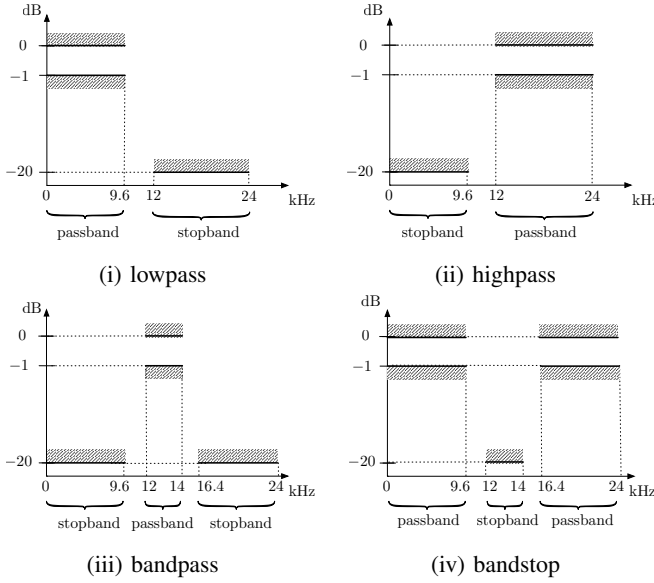 dB
0
−1
−20
0 9.6 12 24 kHz
passband stopband
(i) lowpass
dB
0
−1
−20
0 9.6 12 24 kHz
stopband passband
(ii) highpass
dB
0
−1
−20
0 9.6 12 14 16.4 24 kHz
stopband passband stopband
(iii) bandpass
dB
0
−1
−20
0 9.6 12 14 16.4 24 kHz
passband stopband passband
(iv) bandstop